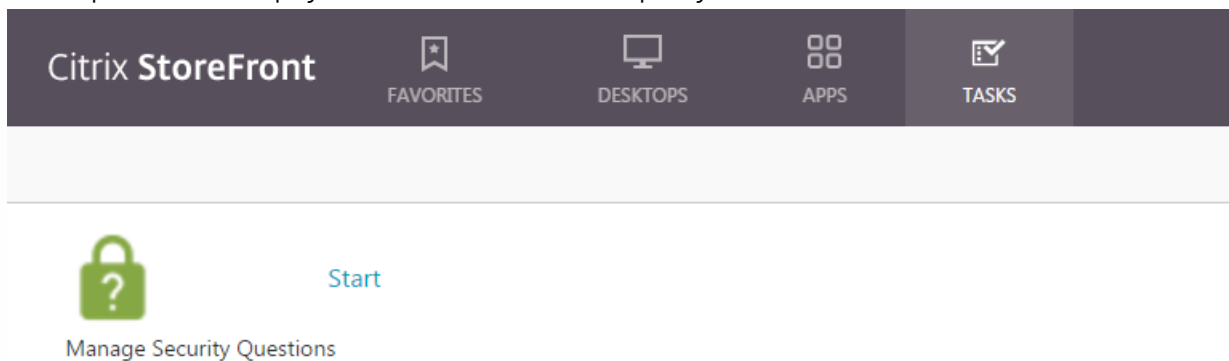 Citrix StoreFront
FAVORITES
DESKTOPS
APPS
TASKS
?
Start
Manage Security Questions